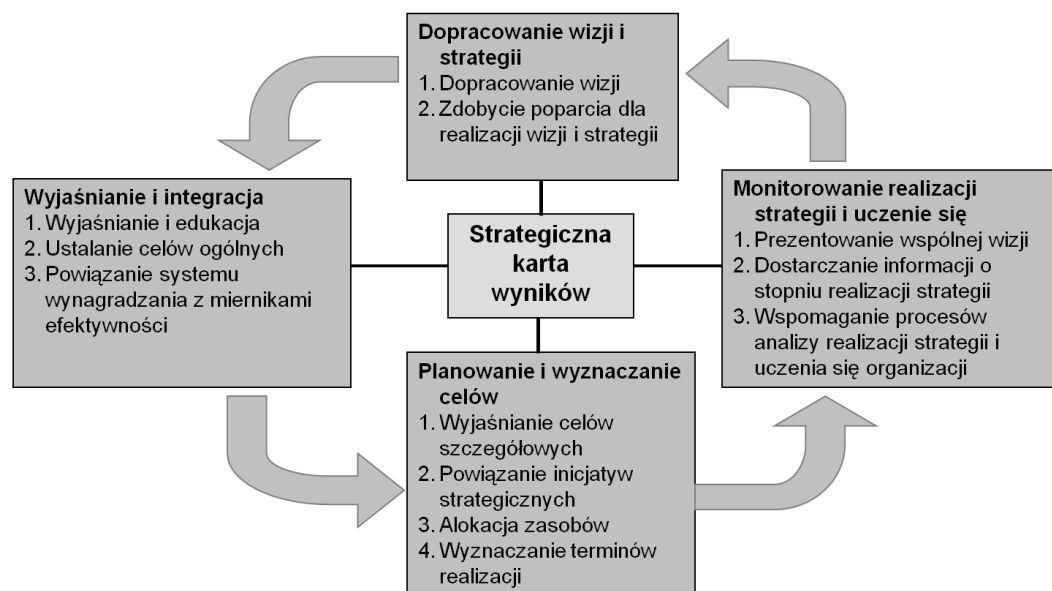 Dopracowanie wizji i
strategii
1. Dopracowanie wizji
2. Zdobycie poparcia dla
realizacji wizji i strategii
Wyjaśnianie i integracja
1. Wyjaśnianie i edukacja
2. Ustalanie celów ogólnych
3. Powiązanie systemu
wynagradzania z miernikami
efektywności
Strategiczna
karta
wyników
Monitorowanie realizacji
strategii i uczenie się
1. Prezentowanie wspólnej wizji
2. Dostarczanie informacji o
stopniu realizacji strategii
3. Wspomaganie procesów
analizy realizacji strategii i
uczenia się organizacji
Planowanie i wyznaczanie
celów
1. Wyjaśnianie celów
szczegółowych
2. Powiązanie inicjatyw
strategicznych
3. Alokacja zasobów
4. Wyznaczanie terminów
realizacji